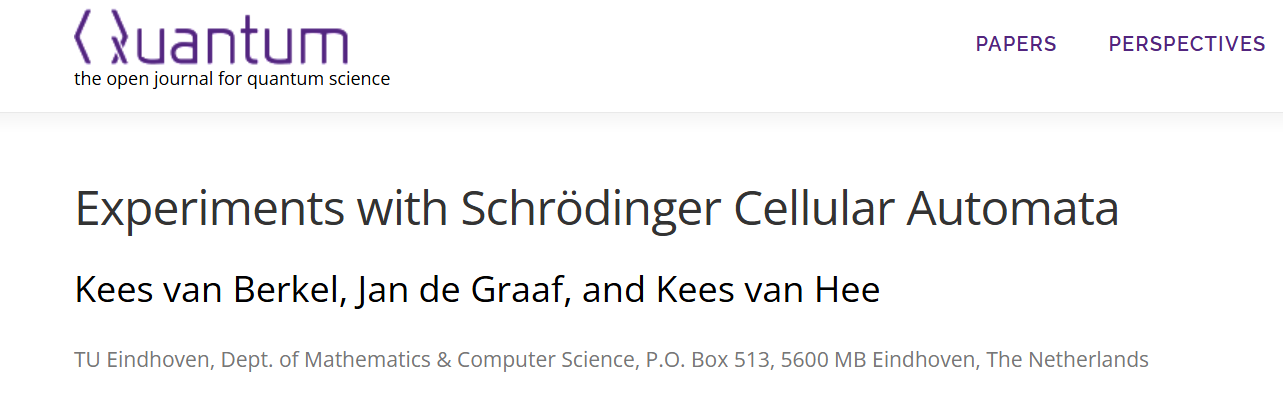 Quantum
the open journal for quantum science
PAPERS PERSPECTIVES
Experiments with Schrödinger Cellular Automata
Kees van Berkel, Jan de Graaf, and Kees van Hee
TU Eindhoven, Dept. of Mathematics & Computer Science, P.O. Box 513, 5600 MB Eindhoven, The Netherlands